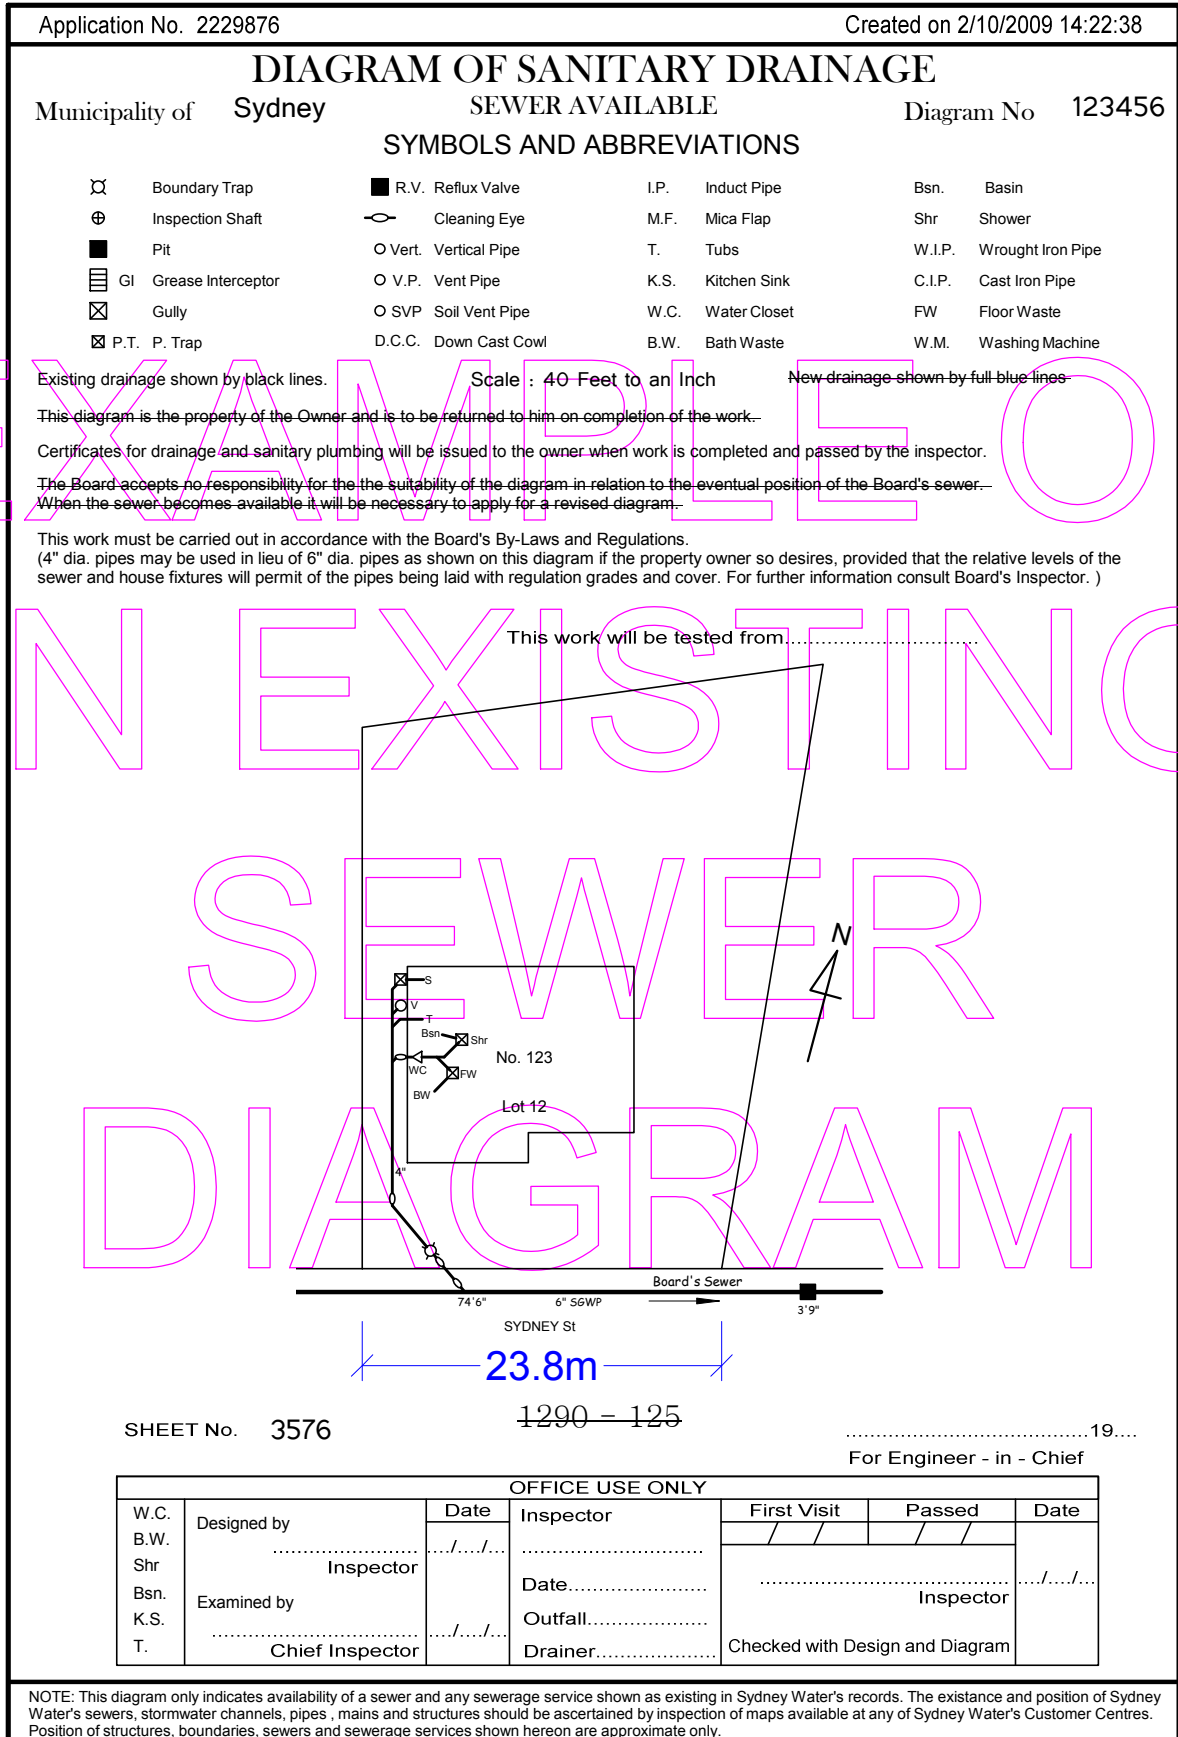 Application No. 2229876
Created on 2/10/2009 14:22:38
DIAGRAM OF SANITARY DRAINAGE
Municipality of Sydney
SEWER AVAILABLE
Diagram No 123456
SYMBOLS AND ABBREVIATIONS
Boundary Trap
R.V. Reflux Valve
I.P. Induct Pipe
Bsn. Basin
Inspection Shaft
Cleaning Eye
M.F. Mica Flap
Shr Shower
Pit
Vert. Vertical Pipe
T. Tubs
W.I.P. Wrought Iron Pipe
GI Grease Interceptor
V.P. Vent Pipe
K.S. Kitchen Sink
C.I.P. Cast Iron Pipe
Gully
SVP Soil Vent Pipe
W.C. Water Closet
FW Floor Waste
P.T. P. Trap
D.C.C. Down Cast Cowl
B.W. Bath Waste
W.M. Washing Machine
EXAMPLE O
Existing drainage shown by black lines.
Scale : 40 Feet to an Inch
New drainage shown by full blue lines
This diagram is the property of the Owner and is to be returned to him on completion of the work.
Certificates for drainage and sanitary plumbing will be issued to the owner when work is completed and passed by the inspector.
The Board accepts no responsibility for the the suitability of the diagram in relation to the eventual position of the Board's sewer.
When the sewer becomes available it will be necessary to apply for a revised diagram.
This work must be carried out in accordance with the Board's By-Laws and Regulations.
(4" dia. pipes may be used in lieu of 6" dia. pipes as shown on this diagram if the property owner so desires, provided that the relative levels of the
sewer and house fixtures will permit of the pipes being laid with regulation grades and cover. For further information consult Board's Inspector. )
N EXISTING
This work will be tested from............................
SEWER
N
S
V
T
Bsn
Shr
No. 123
WC
FW
BW
Lot 12
DIAGRAM
4"
Board's Sewer
74'6"
6" SGWP
3'9"
SYDNEY St
23.8m
1290 - 125
SHEET No. 3576
......................................19....
For Engineer - in - Chief
OFFICE USE ONLY
W.C.
B.W.
Shr
Bsn.
K.S.
T.
Designed by
Date
..........................
..../..../...
Inspector
Examined by
....................................
..../..../...
Chief Inspector
Inspector
................................
Date........................
Outfall.....................
Drainer.....................
First Visit
Passed
Date
/ /
/ /
...........................................
..../..../...
Inspector
Checked with Design and Diagram
NOTE: This diagram only indicates availability of a sewer and any sewerage service shown as existing in Sydney Water's records. The existance and position of Sydney
Water's sewers, stormwater channels, pipes , mains and structures should be ascertained by inspection of maps available at any of Sydney Water's Customer Centres.
Position of structures, boundaries, sewers and sewerage services shown hereon are approximate only.